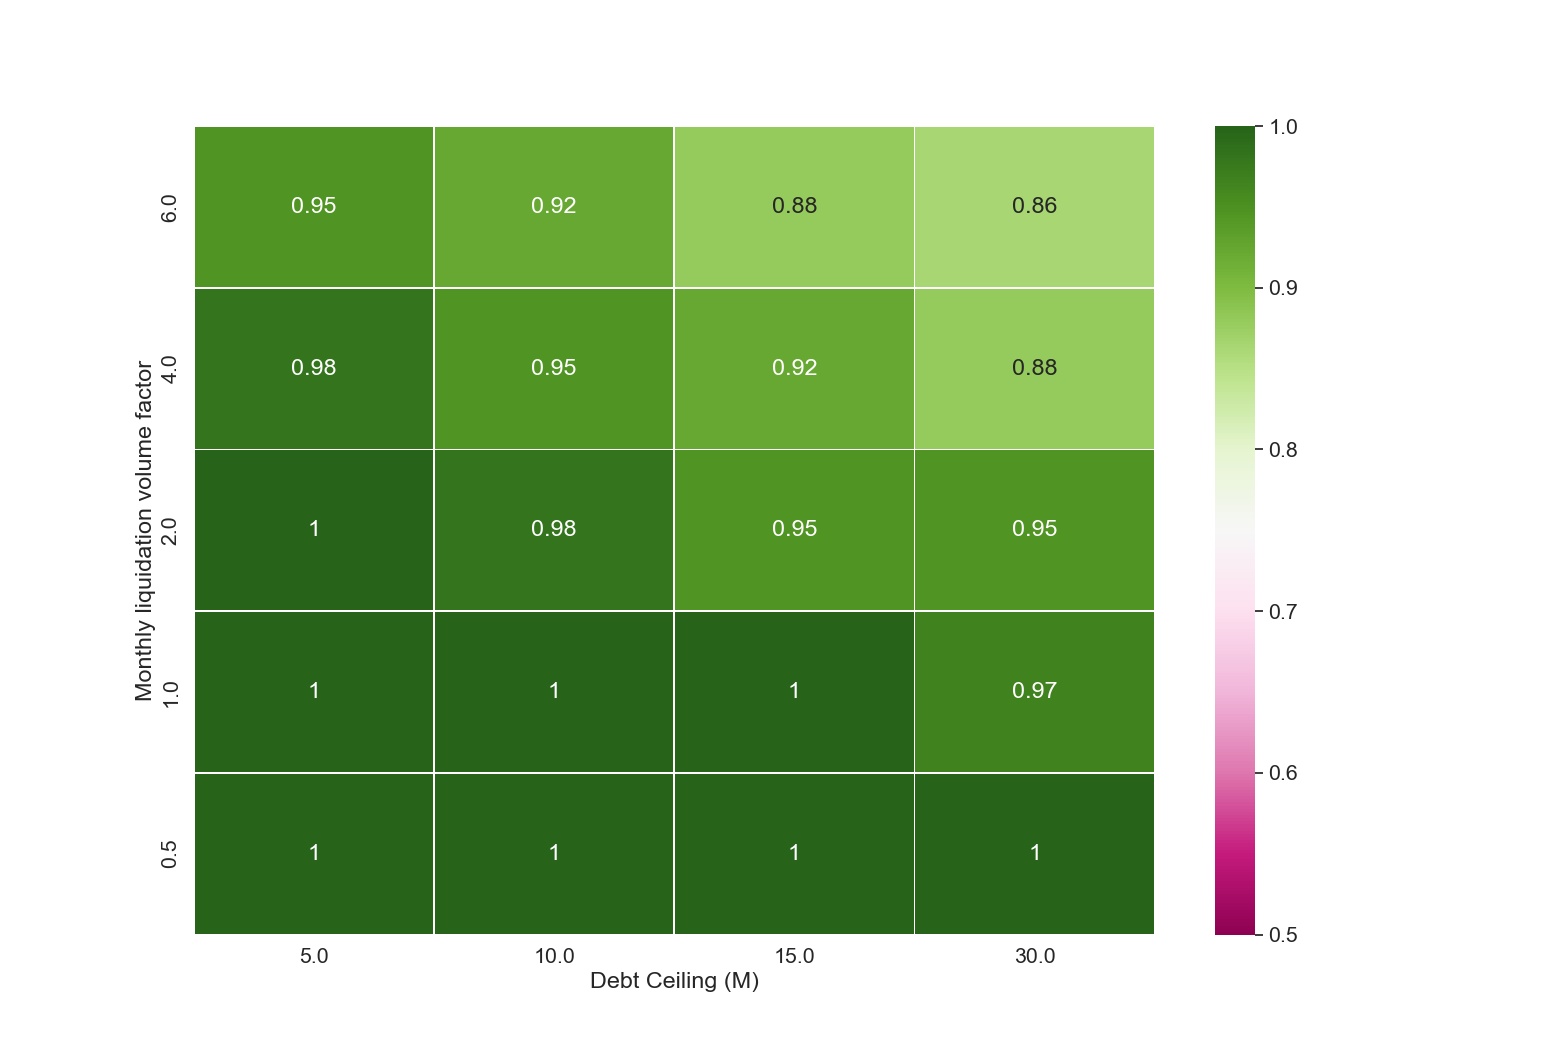 1.0
6.0 0.95 0.92 0.88 0.86
0.9
4.0 0.98 0.95 0.92 0.88
0.8
Monthly liquidation volume factor
2.0 1 0.98 0.95 0.95
0.7
1.0 1 1 1 0.97
0.6
0.5 1 1 1 1
0.5
5.0 10.0 15.0 30.0
Debt Ceiling (M)